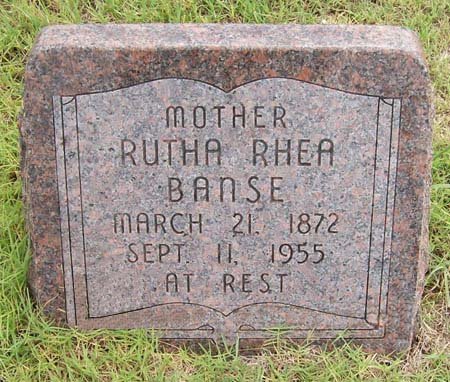 MOTHER
RUTHA RHEA
BANSE
MARCH 21, 1872
SEPT. 11, 1955
AT REST